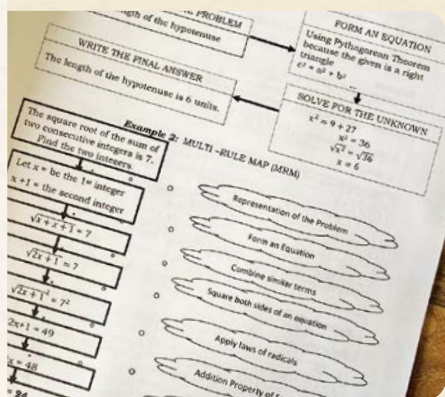 PROBLEM
gth of the hypotenuse
FORM AN EQUATION
Using Pythagorean Theorem
because the given is a right
triangle
c² = a² + b²
WRITE THE FINAL ANSWER
The length of the hypotenuse is 6 units.
SOLVE FOR THE UNKNOWN
x² = 9 + 27
x² = 36
√x² = √36
x = 6
Example 2: MULTI –RULE MAP (MRM)
The square root of the sum of
two consecutive integers is 7.
Find the two integers.
Let x = be the 1st integer
x +1 = the second integer
√x + x + 1 = 7
√2x + 1 = 7
√2x + 1² = 7²
2x+1 = 49
x = 48
= 24
Representation of the Problem
Form an Equation
Combine similar terms
Square both sides of an equation
Apply laws of radicals
Addition Property of